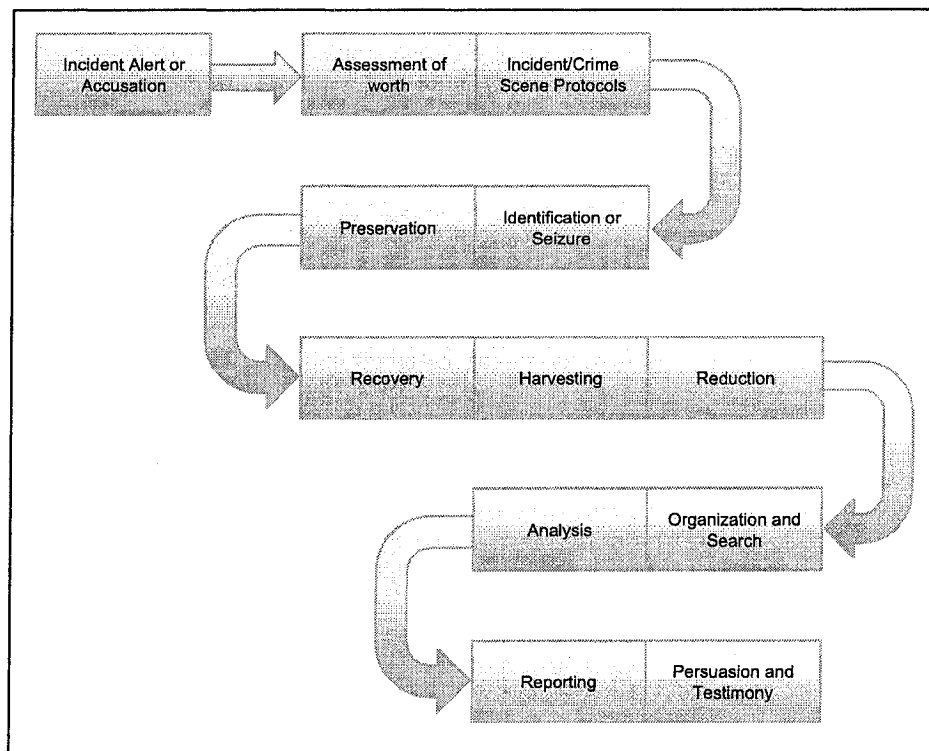 Incident Alert or
Accusation
Assessment of
worth
Incident/Crime
Scene Protocols
Preservation
Identification or
Seizure
Recovery
Harvesting
Reduction
Analysis
Organization and
Search
Reporting
Persuasion and
Testimony